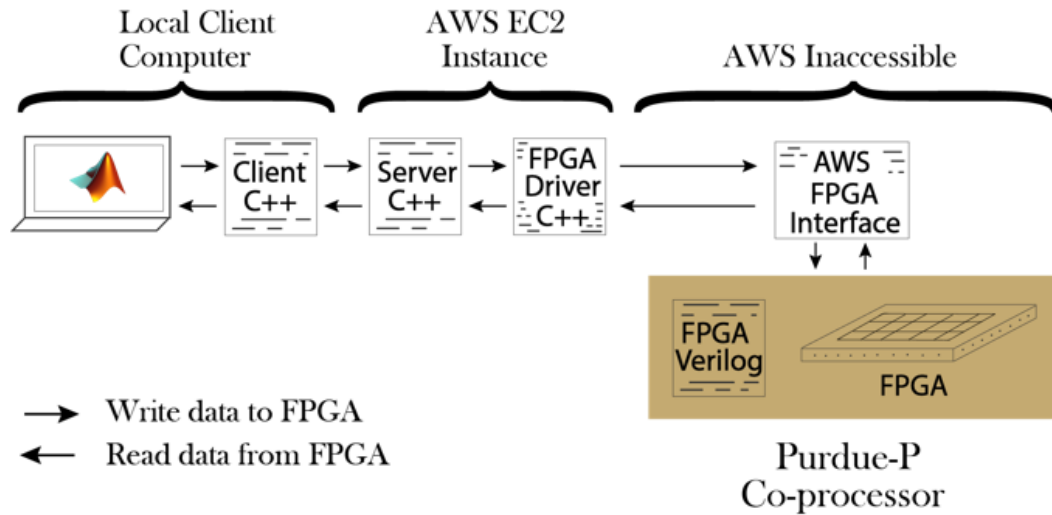 Local Client
Computer
AWS EC2
Instance
AWS Inaccessible
Client
C++
Server
C++
FPGA
Driver
C++
AWS
FPGA
Interface
FPGA
Verilog
FPGA
Write data to FPGA
Read data from FPGA
Purdue-P
Co-processor